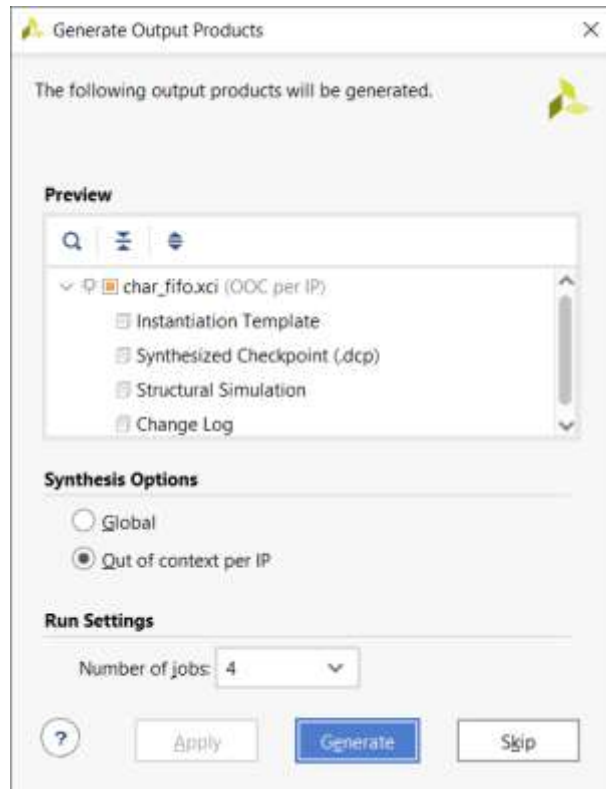 Generate Output Products
The following output products will be generated.
Preview
char_fifo.xci (OOC per IP)
Instantiation Template
Synthesized Checkpoint (.dcp)
Structural Simulation
Change Log
Synthesis Options
Global
Out of context per IP
Run Settings
Number of jobs: 4
? Apply Generate Skip